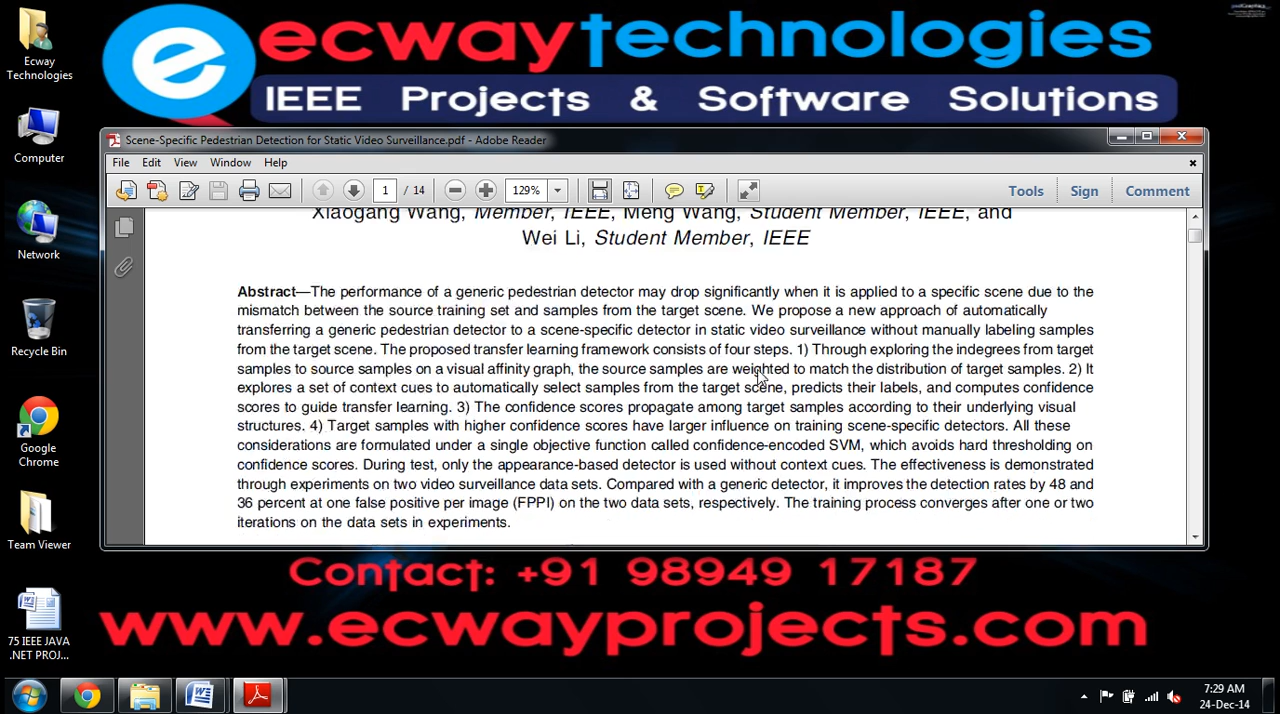 ecwaytechnologies
IEEE Projects & Software Solutions
Ecway
Technologies
Computer
Network
Recycle Bin
Google
Chrome
Team Viewer
75 IEEE JAVA
.NET PROJ...
Scene-Specific Pedestrian Detection for Static Video Surveillance.pdf - Adobe Reader
File Edit View Window Help
1 / 14 129% Tools Sign Comment
Xiaogang Wang, Member, IEEE, Meng Wang, Student Member, IEEE, and
Wei Li, Student Member, IEEE
Abstract—The performance of a generic pedestrian detector may drop significantly when it is applied to a specific scene due to the
mismatch between the source training set and samples from the target scene. We propose a new approach of automatically
transferring a generic pedestrian detector to a scene-specific detector in static video surveillance without manually labeling samples
from the target scene. The proposed transfer learning framework consists of four steps. 1) Through exploring the indegrees from target
samples to source samples on a visual affinity graph, the source samples are weighted to match the distribution of target samples. 2) It
explores a set of context cues to automatically select samples from the target scene, predicts their labels, and computes confidence
scores to guide transfer learning. 3) The confidence scores propagate among target samples according to their underlying visual
structures. 4) Target samples with higher confidence scores have larger influence on training scene-specific detectors. All these
considerations are formulated under a single objective function called confidence-encoded SVM, which avoids hard thresholding on
confidence scores. During test, only the appearance-based detector is used without context cues. The effectiveness is demonstrated
through experiments on two video surveillance data sets. Compared with a generic detector, it improves the detection rates by 48 and
36 percent at one false positive per image (FPPI) on the two data sets, respectively. The training process converges after one or two
iterations on the data sets in experiments.
Contact: +91 98949 17187
www.ecwayprojects.com
7:29 AM
24-Dec-14